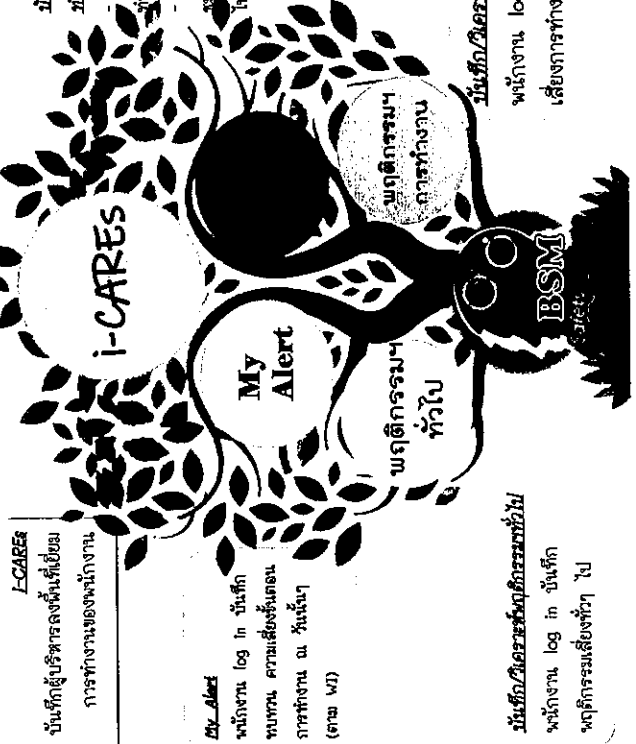 i-CAREs
บันทึกผู้บริหารลงพื้นที่เยี่ยม
การทำงานของพนักงาน
My Alert
พนักงาน log in บันทึก
ทบทวน ความเสี่ยงขั้นตอน
การทำงาน ณ วันนั้นๆ
(ตาม WI)
บันทึก/วิเคราะห์พฤติกรรมฯทั่วไป
พนักงาน log in บันทึก
พฤติกรรมเสี่ยงทั่วๆ ไป
i-CAREs
My
Alert
พฤติกรรมฯ
ทั่วไป
พฤติกรรมฯ
การทำงาน
BSM
Safety
บันทึก/วิเครา
พนักงาน lo
เสี่ยงการทำง